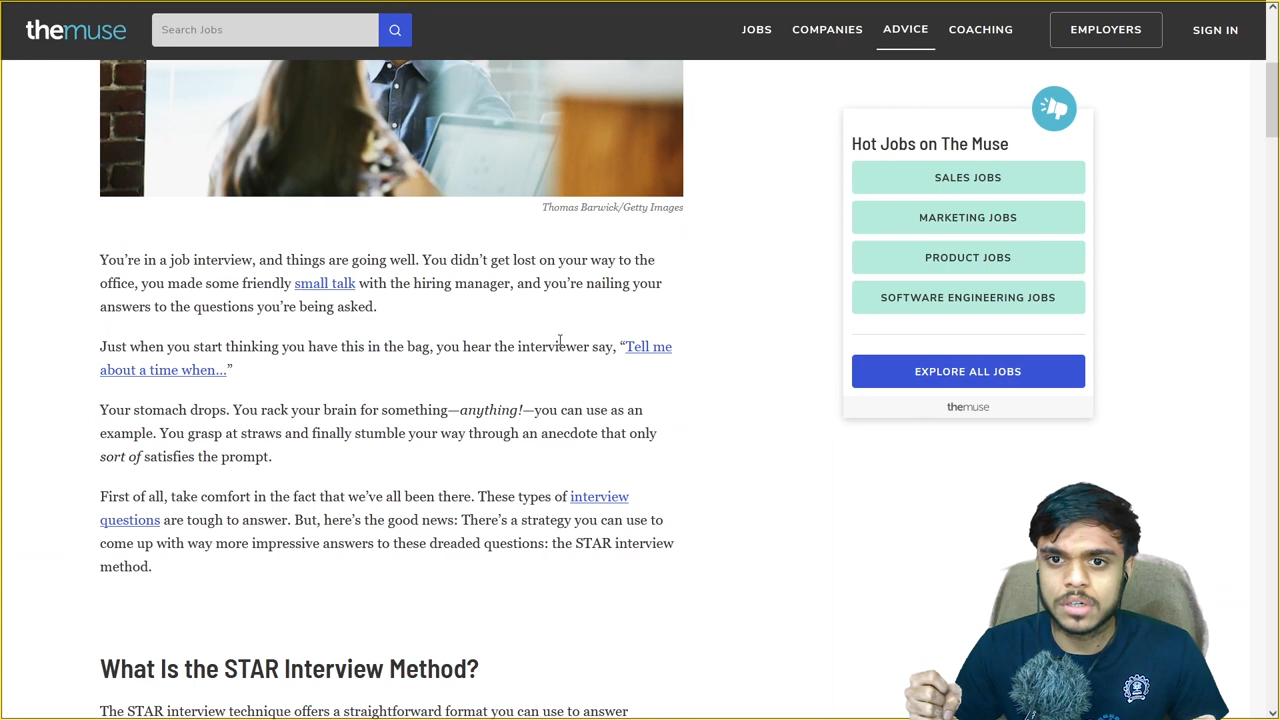 themuse
Search Jobs
JOBS
COMPANIES
ADVICE
COACHING
EMPLOYERS
SIGN IN
Thomas Barwick/Getty Images
You’re in a job interview, and things are going well. You didn’t get lost on your way to the
office, you made some friendly small talk with the hiring manager, and you’re nailing your
answers to the questions you’re being asked.
Just when you start thinking you have this in the bag, you hear the interviewer say, “Tell me
about a time when...”
Your stomach drops. You rack your brain for something—anything!—you can use as an
example. You grasp at straws and finally stumble your way through an anecdote that only
sort of satisfies the prompt.
First of all, take comfort in the fact that we’ve all been there. These types of interview
questions are tough to answer. But, here’s the good news: There’s a strategy you can use to
come up with way more impressive answers to these dreaded questions: the STAR interview
method.
What Is the STAR Interview Method?
The STAR interview technique offers a straightforward format you can use to answer
Hot Jobs on The Muse
SALES JOBS
MARKETING JOBS
PRODUCT JOBS
SOFTWARE ENGINEERING JOBS
EXPLORE ALL JOBS
themuse